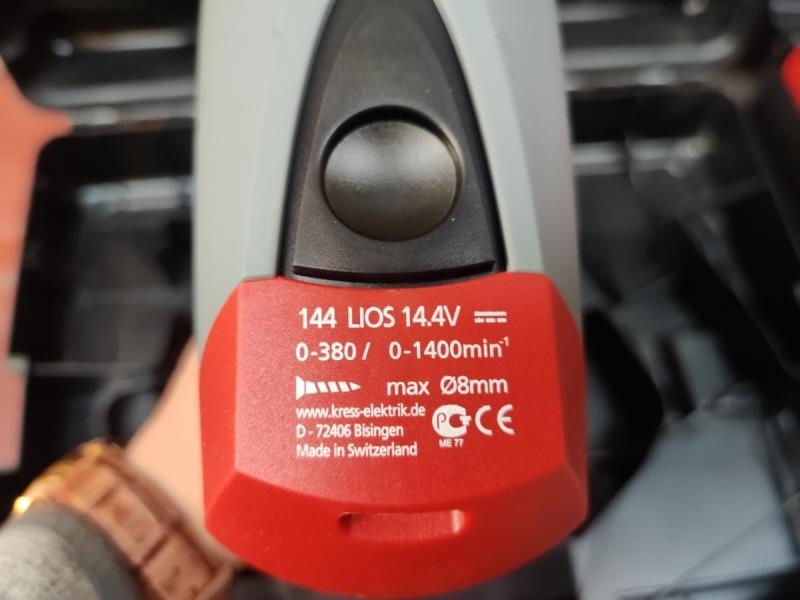 144 LIOS 14.4V
0-380 / 0-1400min⁻¹
max Ø8mm
www.kress-elektrik.de
D - 72406 Bisingen
Made in Switzerland
PC CE
ME 77